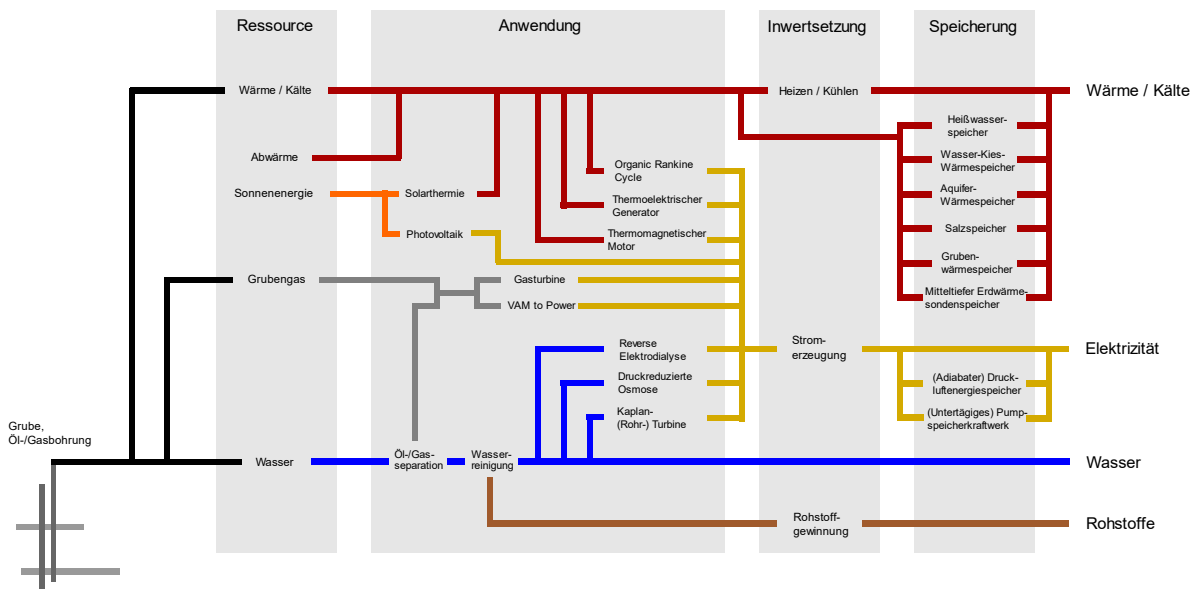 Ressource
Anwendung
Inwertsetzung
Speicherung
Wärme / Kälte
Heizen / Kühlen
Wärme / Kälte
Heißwasser-
speicher
Abwärme
Organic Rankine
Cycle
Wasser-Kies-
Wärmespeicher
Sonnenenergie
Solarthermie
Thermoelektrischer
Generator
Aquifer-
Wärmespeicher
Photovoltaik
Thermomagnetischer
Motor
Salzspeicher
Gruben-
wärmespeicher
Grubengas
Gasturbine
VAM to Power
Mitteltiefer Erdwärme-
sondenspeicher
Reverse
Elektrodialyse
Strom-
erzeugung
Elektrizität
Druckreduzierte
Osmose
(Adiabater) Druck-
luftenergiespeicher
Kaplan-
(Rohr-) Turbine
(Untertägiges) Pump-
speicherkraftwerk
Grube,
Öl-/Gasbohrung
Wasser
Öl-/Gas-
separation
Wasser-
reinigung
Wasser
Rohstoff-
gewinnung
Rohstoffe